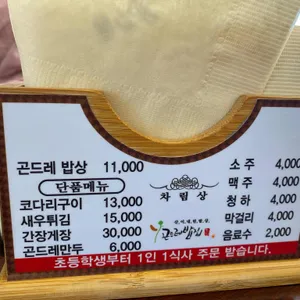 곤드레 밥상 11,000
단품메뉴
코다리구이 13,000
새우튀김 15,000
간장게장 30,000
곤드레만두 6,000
차림상
곤드레밥상
소주 4,000
맥주 4,000
청하 4,000
막걸리 4,000
음료수 2,000
초등학생부터 1인 1식사 주문 받습니다.